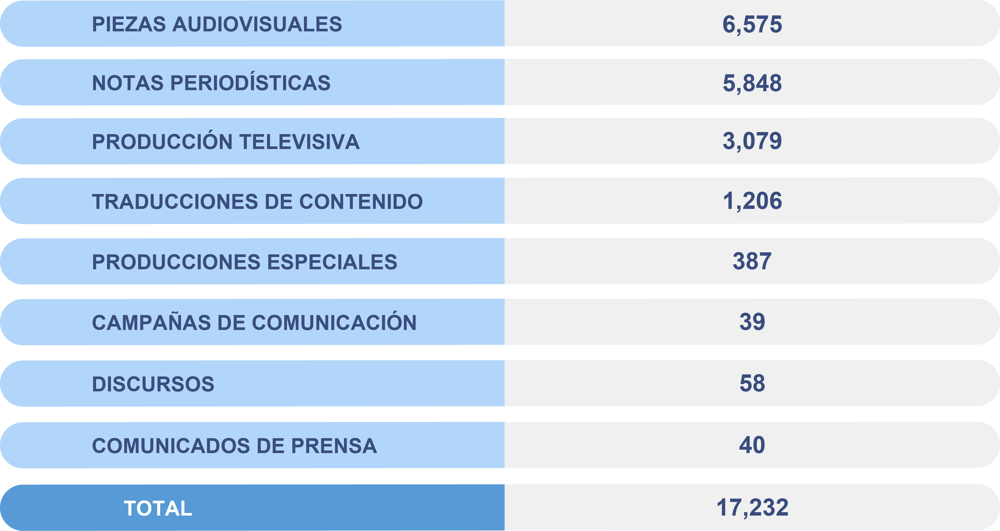 PIEZAS AUDIOVISUALES 6,575
NOTAS PERIODÍSTICAS 5,848
PRODUCCIÓN TELEVISIVA 3,079
TRADUCCIONES DE CONTENIDO 1,206
PRODUCCIONES ESPECIALES 387
CAMPAÑAS DE COMUNICACIÓN 39
DISCURSOS 58
COMUNICADOS DE PRENSA 40
TOTAL 17,232